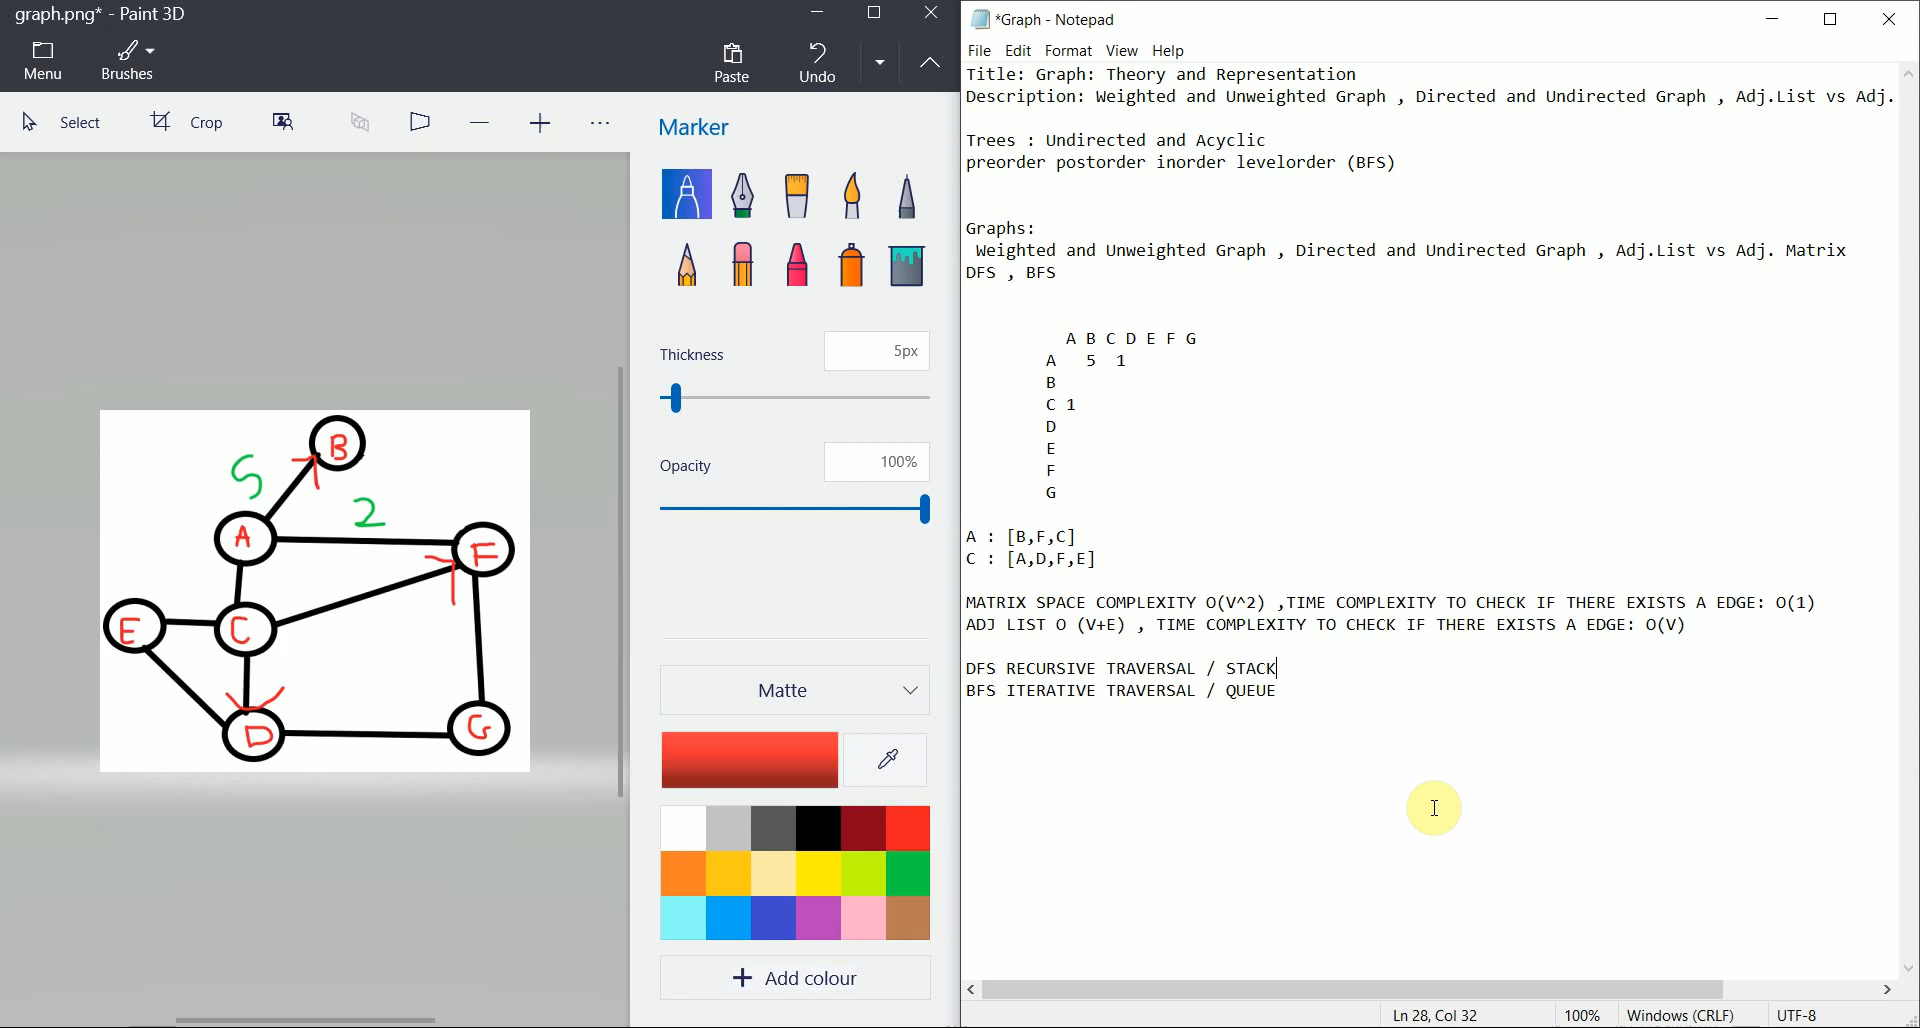 graph.png* - Paint 3D
Menu
Brushes
Paste
Undo
Select
Crop
Marker
Thickness
5px
Opacity
100%
Matte
Add colour
B
5
2
A
F
E
C
D
G
*Graph - Notepad
File Edit Format View Help
Title: Graph: Theory and Representation
Description: Weighted and Unweighted Graph , Directed and Undirected Graph , Adj.List vs Adj.
Trees : Undirected and Acyclic
preorder postorder inorder levelorder (BFS)
Graphs:
Weighted and Unweighted Graph , Directed and Undirected Graph , Adj.List vs Adj. Matrix
DFS , BFS
A B C D E F G
A 5 1
B
C 1
D
E
F
G
A : [B,F,C]
C : [A,D,F,E]
MATRIX SPACE COMPLEXITY O(V^2) ,TIME COMPLEXITY TO CHECK IF THERE EXISTS A EDGE: O(1)
ADJ LIST O (V+E) , TIME COMPLEXITY TO CHECK IF THERE EXISTS A EDGE: O(V)
DFS RECURSIVE TRAVERSAL / STACK
BFS ITERATIVE TRAVERSAL / QUEUE
Ln 28, Col 32
100%
Windows (CRLF)
UTF-8